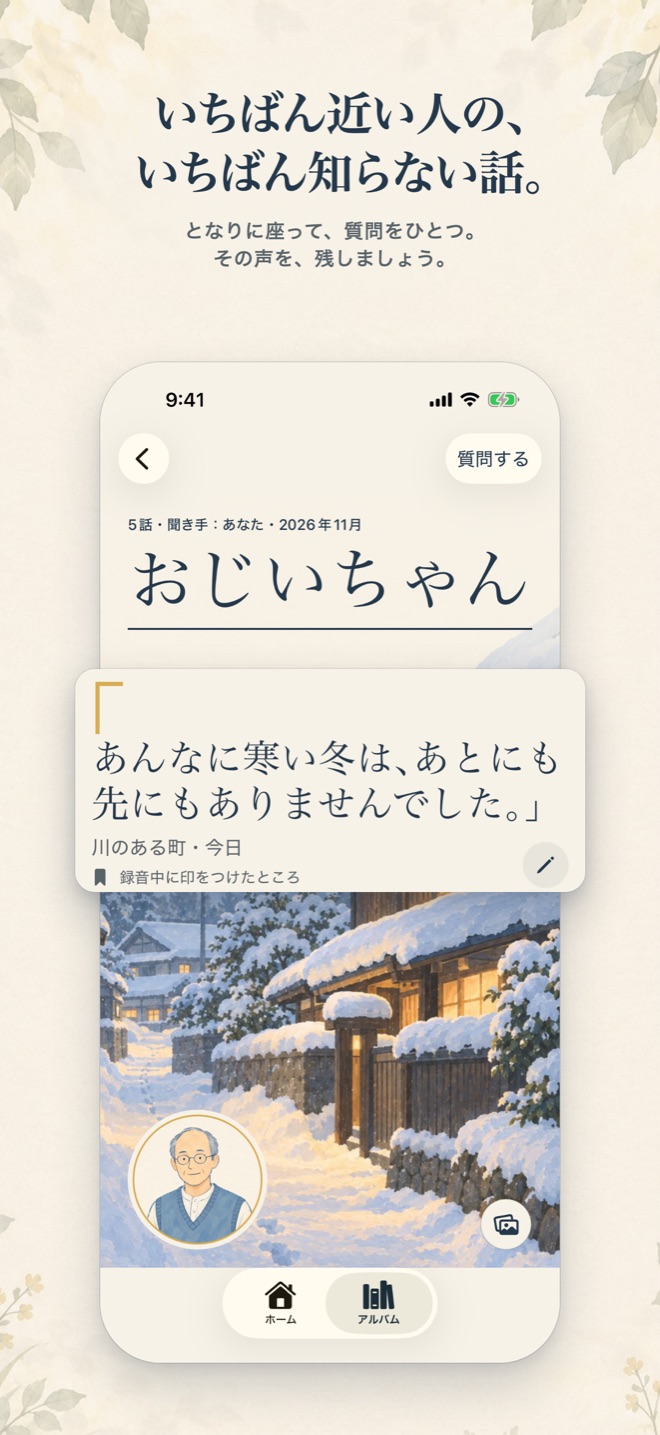 いちばん近い人の、
いちばん知らない話。
となりに座って、質問をひとつ。
その声を、残しましょう。
9:41
質問する
5話・聞き手：あなた・2026年11月
おじいちゃん
「
あんなに寒い冬は、あとにも
先にもありませんでした。」
川のある町・今日
録音中に印をつけたところ
ホーム
アルバム